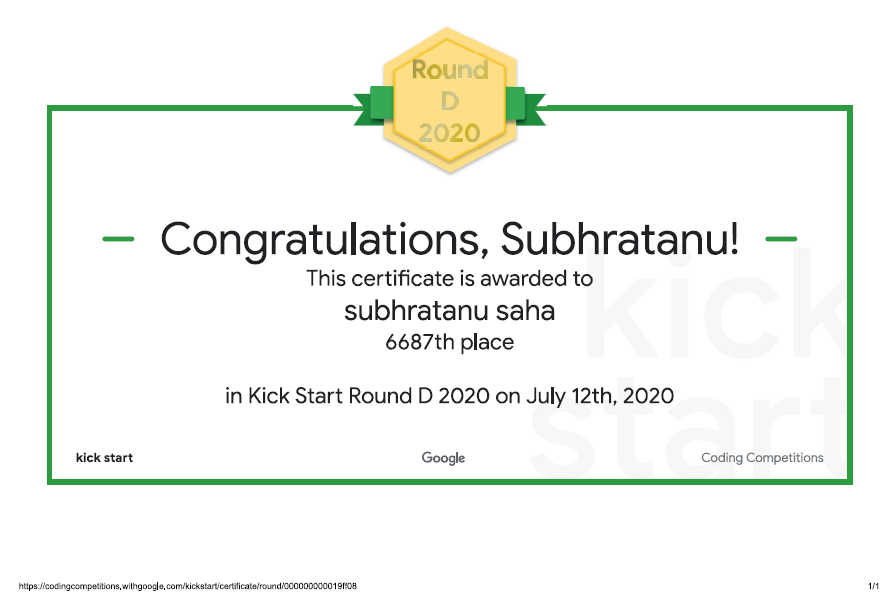 Round
D
2020
— Congratulations, Subhratanu! —
This certificate is awarded to
subhratanu saha
6687th place
in Kick Start Round D 2020 on July 12th, 2020
kick
start
kick start Google Coding Competitions
https://codingcompetitions.withgoogle.com/kickstart/certificate/round/000000000019ff08 1/1